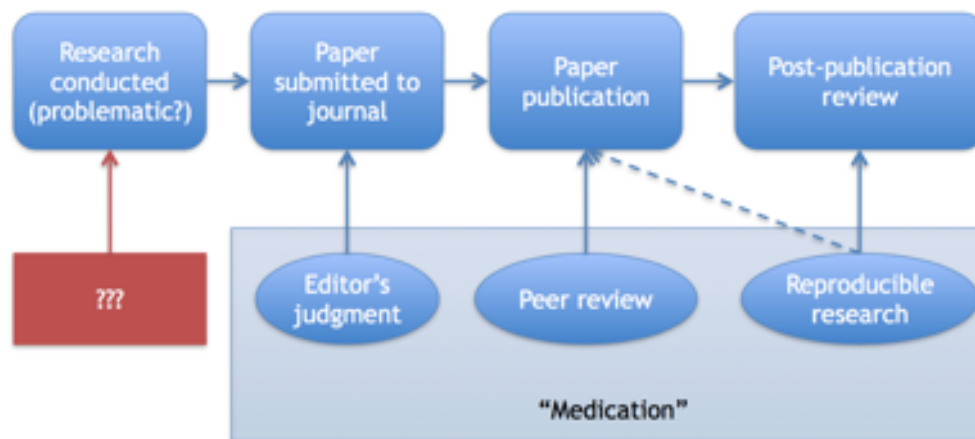 Research
conducted
(problematic?)
Paper
submitted to
journal
Paper
publication
Post-publication
review
???
Editor's
judgment
Peer review
Reproducible
research
“Medication”